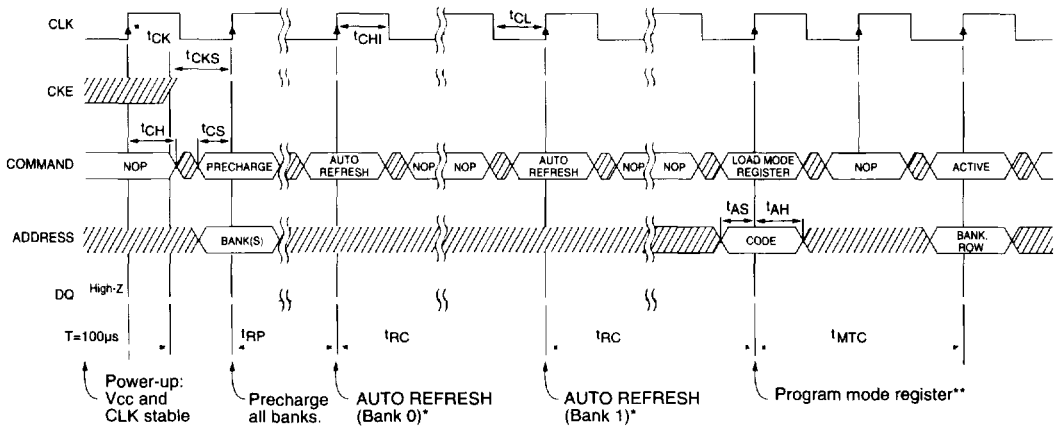 CLK
tCK
tCHI
tCL
tCKS
CKE
tCH
tCS
COMMAND
NOP
PRECHARGE
AUTO
REFRESH
NOP
NOP
AUTO
REFRESH
NOP
NOP
LOAD MODE
REGISTER
NOP
ACTIVE
tAS
tAH
ADDRESS
BANK(S)
CODE
BANK,
ROW
DQ
High-Z
T=100µs
tRP
tRC
tRC
tMTC
Power-up:
Vcc and
CLK stable
Precharge
all banks.
AUTO REFRESH
(Bank 0)*
AUTO REFRESH
(Bank 1)*
Program mode register**